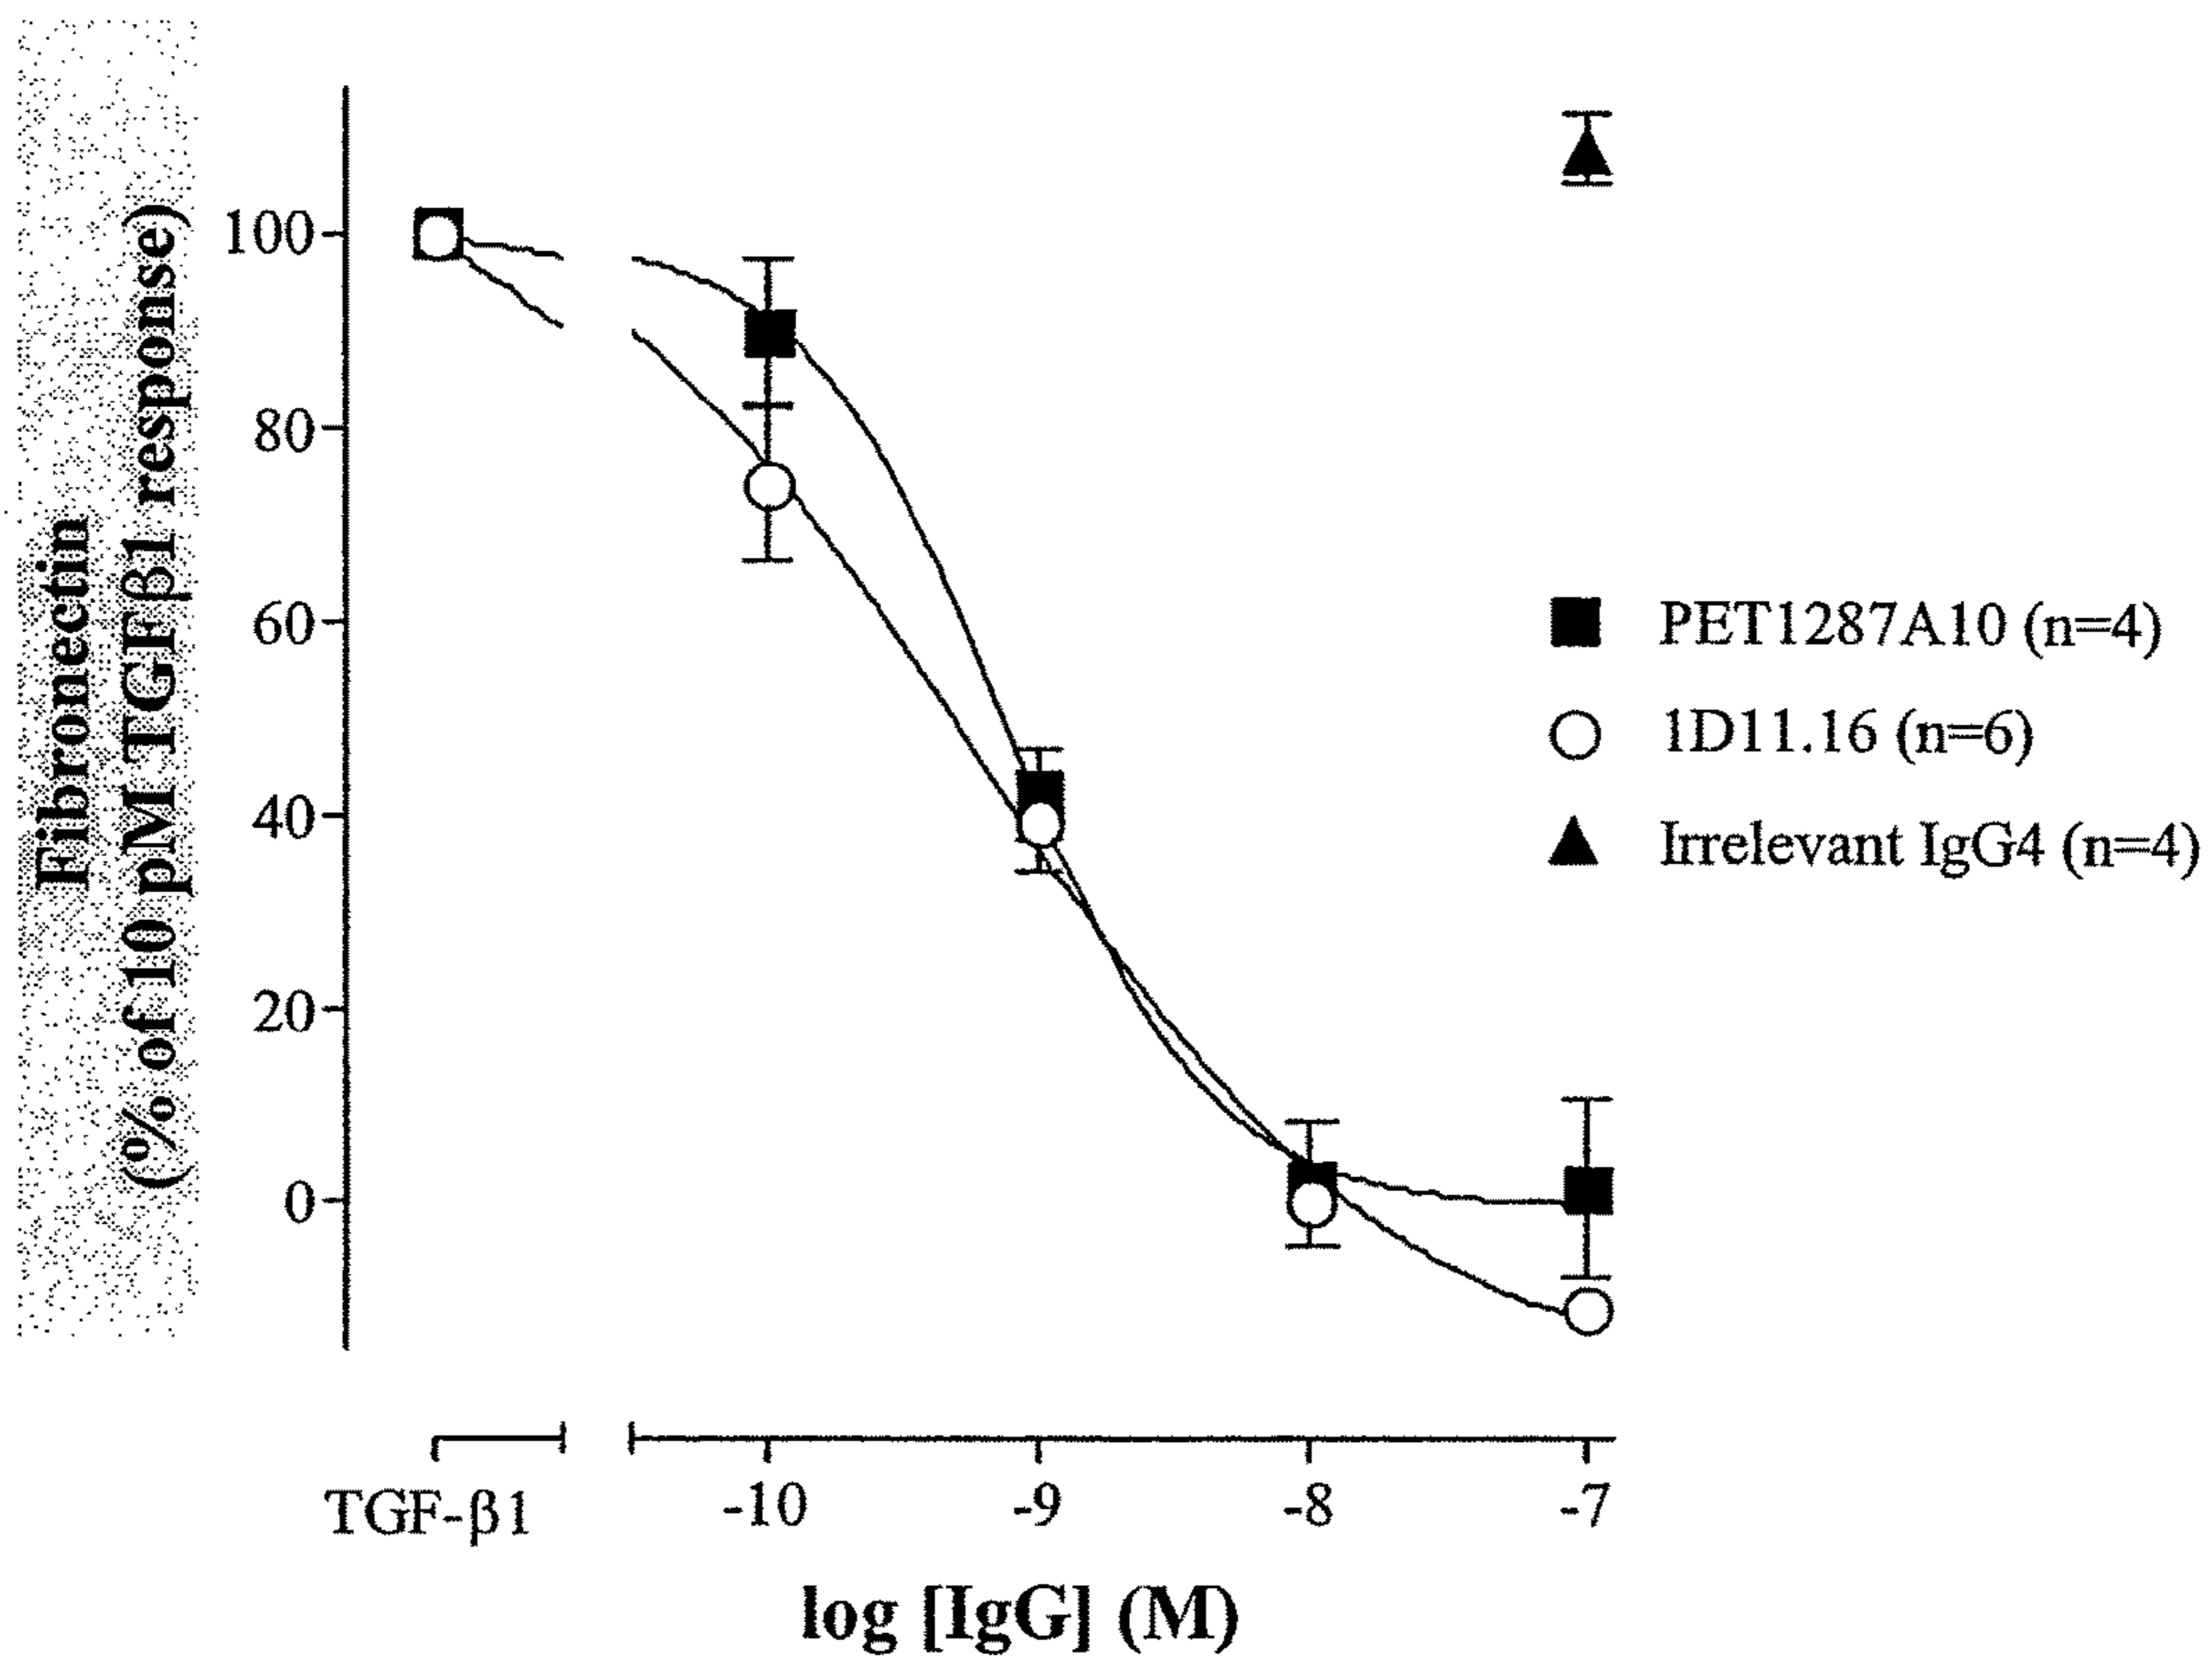 Fibronectin
(% of 10 pM TGFβ1 response)
100
80
60
40
20
0
PET1287A10 (n=4)
1D11.16 (n=6)
Irrelevant IgG4 (n=4)
TGF-β1
-10
-9
-8
-7
log [IgG] (M)